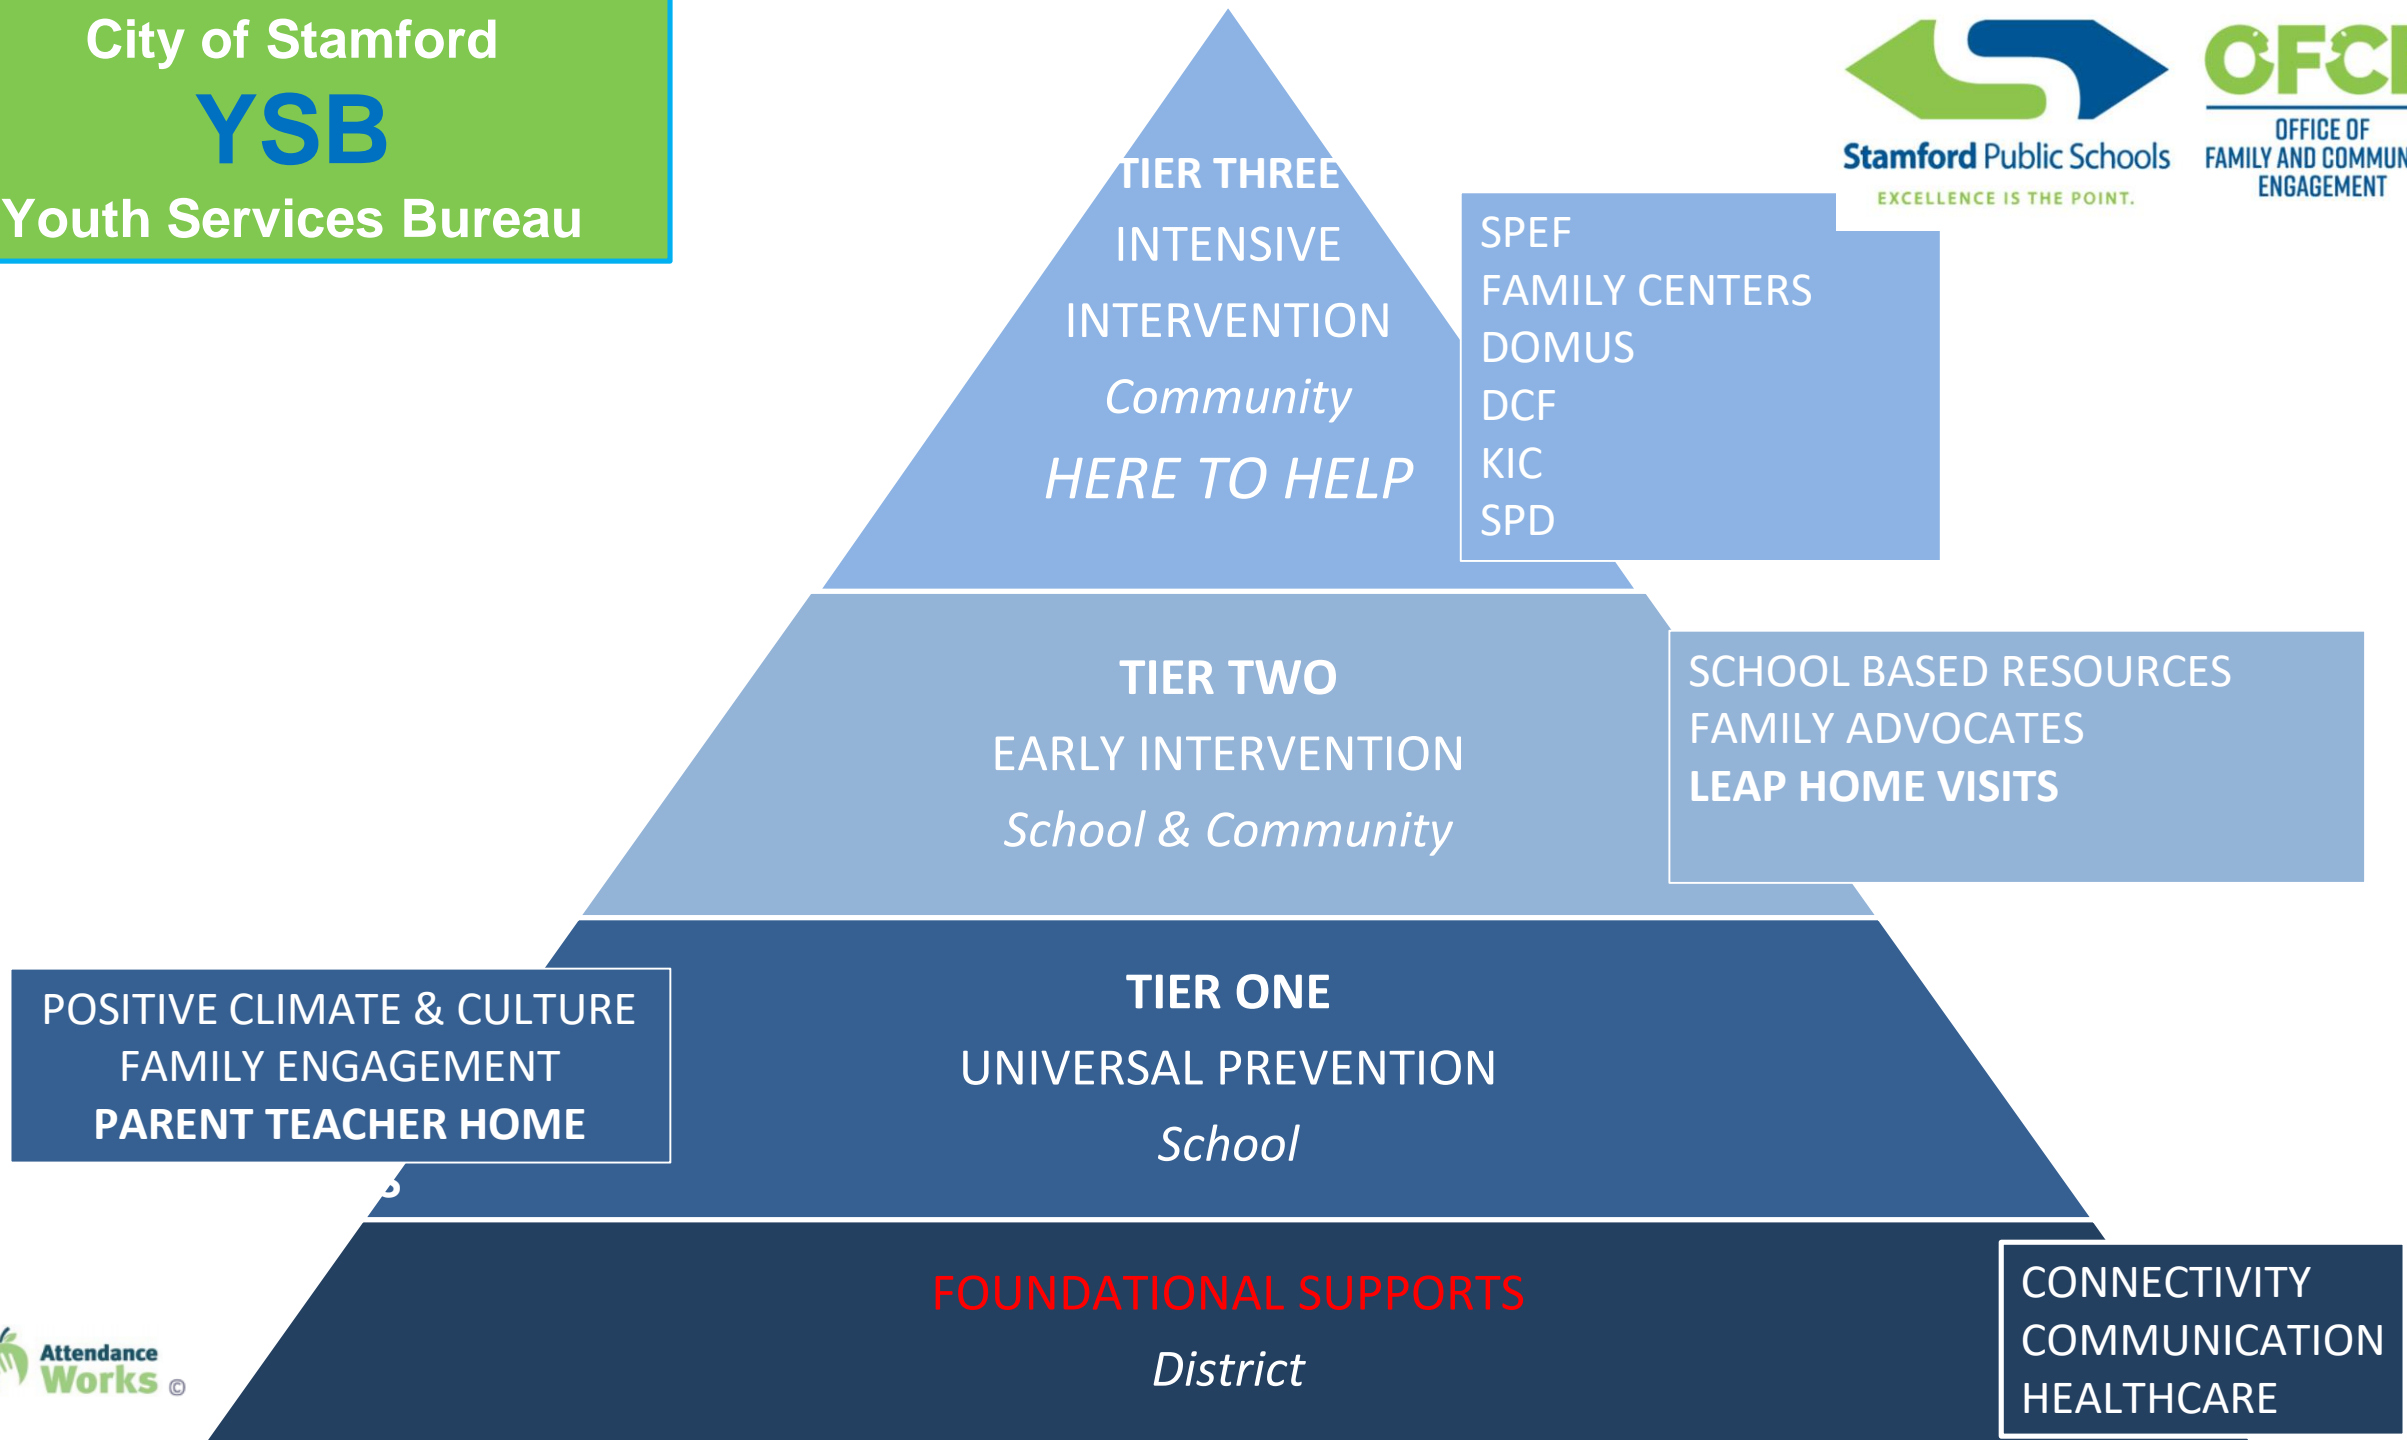 City of Stamford
YSB
Youth Services Bureau
Stamford Public Schools
EXCELLENCE IS THE POINT.
OFFICE OF
FAMILY AND
ENGAGEMENT
TIER THREE
INTENSIVE
INTERVENTION
Community
HERE TO HELP
SPEF
FAMILY CENTERS
DOMUS
DCF
KIC
SPD
TIER TWO
EARLY INTERVENTION
School & Community
SCHOOL BASED RESOURCES
FAMILY ADVOCATES
LEAP HOME VISITS
TIER ONE
UNIVERSAL PREVENTION
School
POSITIVE CLIMATE & CULTURE
FAMILY ENGAGEMENT
PARENT TEACHER HOME
FOUNDATIONAL SUPPORTS
District
CONNECTIVITY
COMMUNICATION
HEALTHCARE
Attendance
Works ©